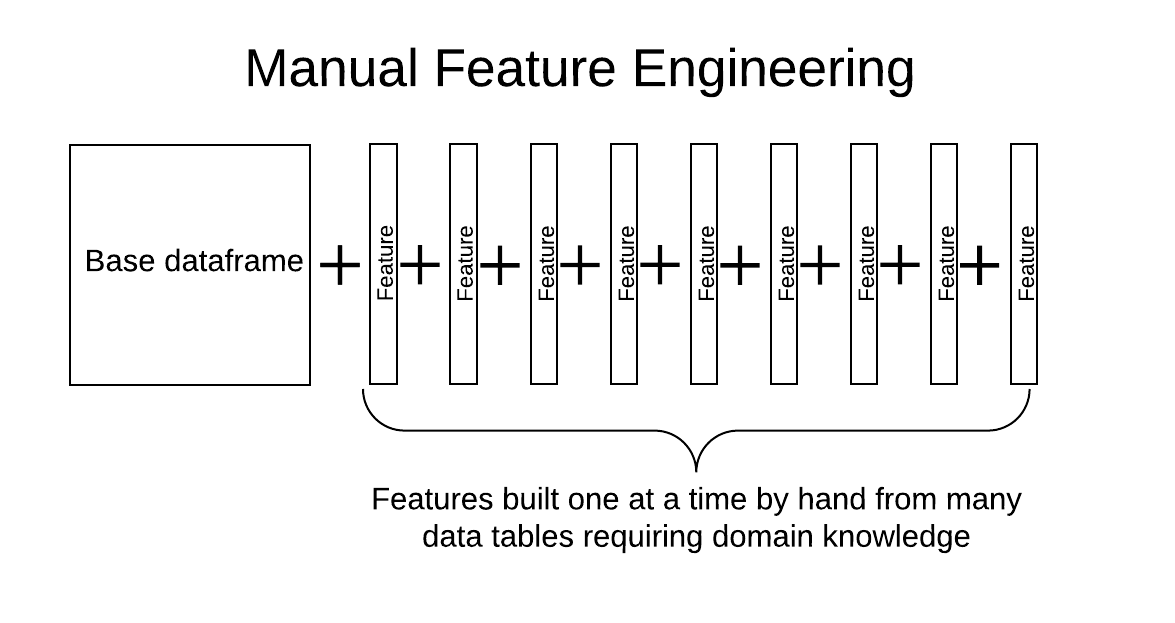 Manual Feature Engineering
Base dataframe + Feature + Feature + Feature + Feature + Feature + Feature + Feature + Feature + Feature
Features built one at a time by hand from many
data tables requiring domain knowledge